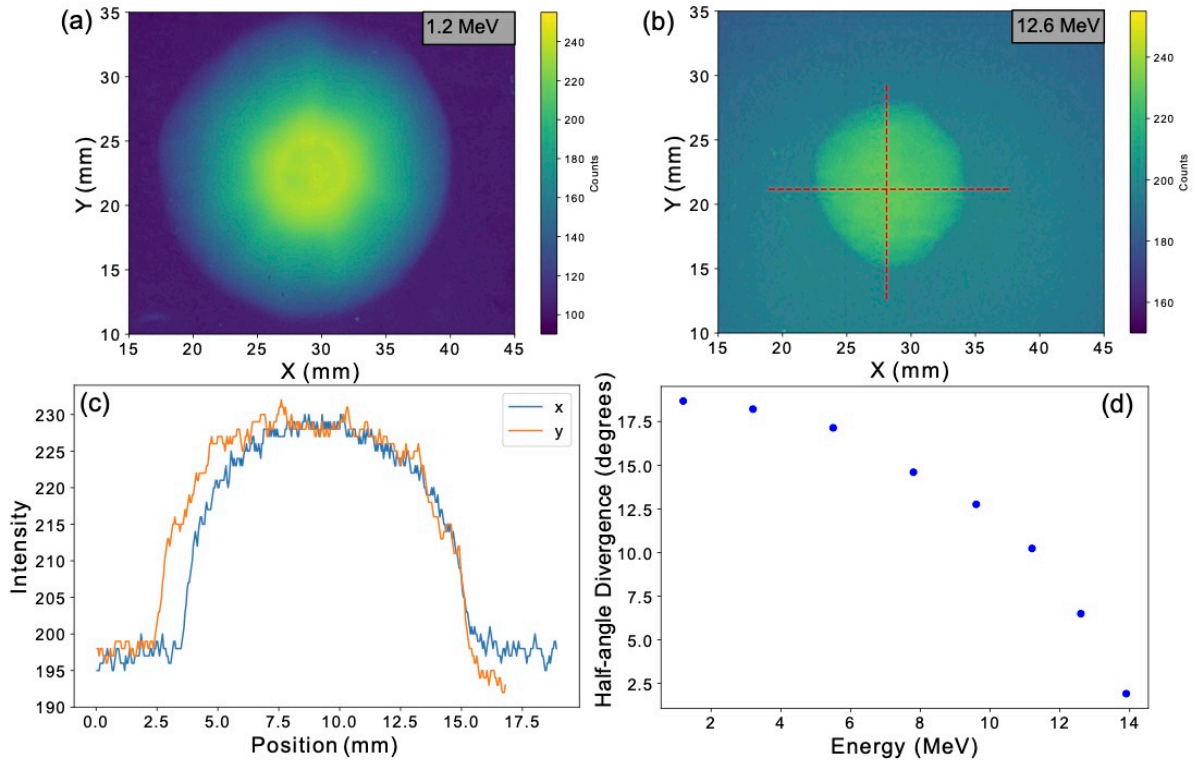 (a)
1.2 MeV
35
30
25
20
15
10
15 20 25 30 35 40 45
Y (mm)
X (mm)
240
220
200
180
160
140
120
100
Counts
(b)
12.6 MeV
35
30
25
20
15
10
15 20 25 30 35 40 45
Y (mm)
X (mm)
240
220
200
180
160
Counts
(c)
x
y
230
225
220
215
210
205
200
195
190
0.0 2.5 5.0 7.5 10.0 12.5 15.0 17.5
Intensity
Position (mm)
(d)
17.5
15.0
12.5
10.0
7.5
5.0
2.5
2 4 6 8 10 12 14
Half-angle Divergence (degrees)
Energy (MeV)